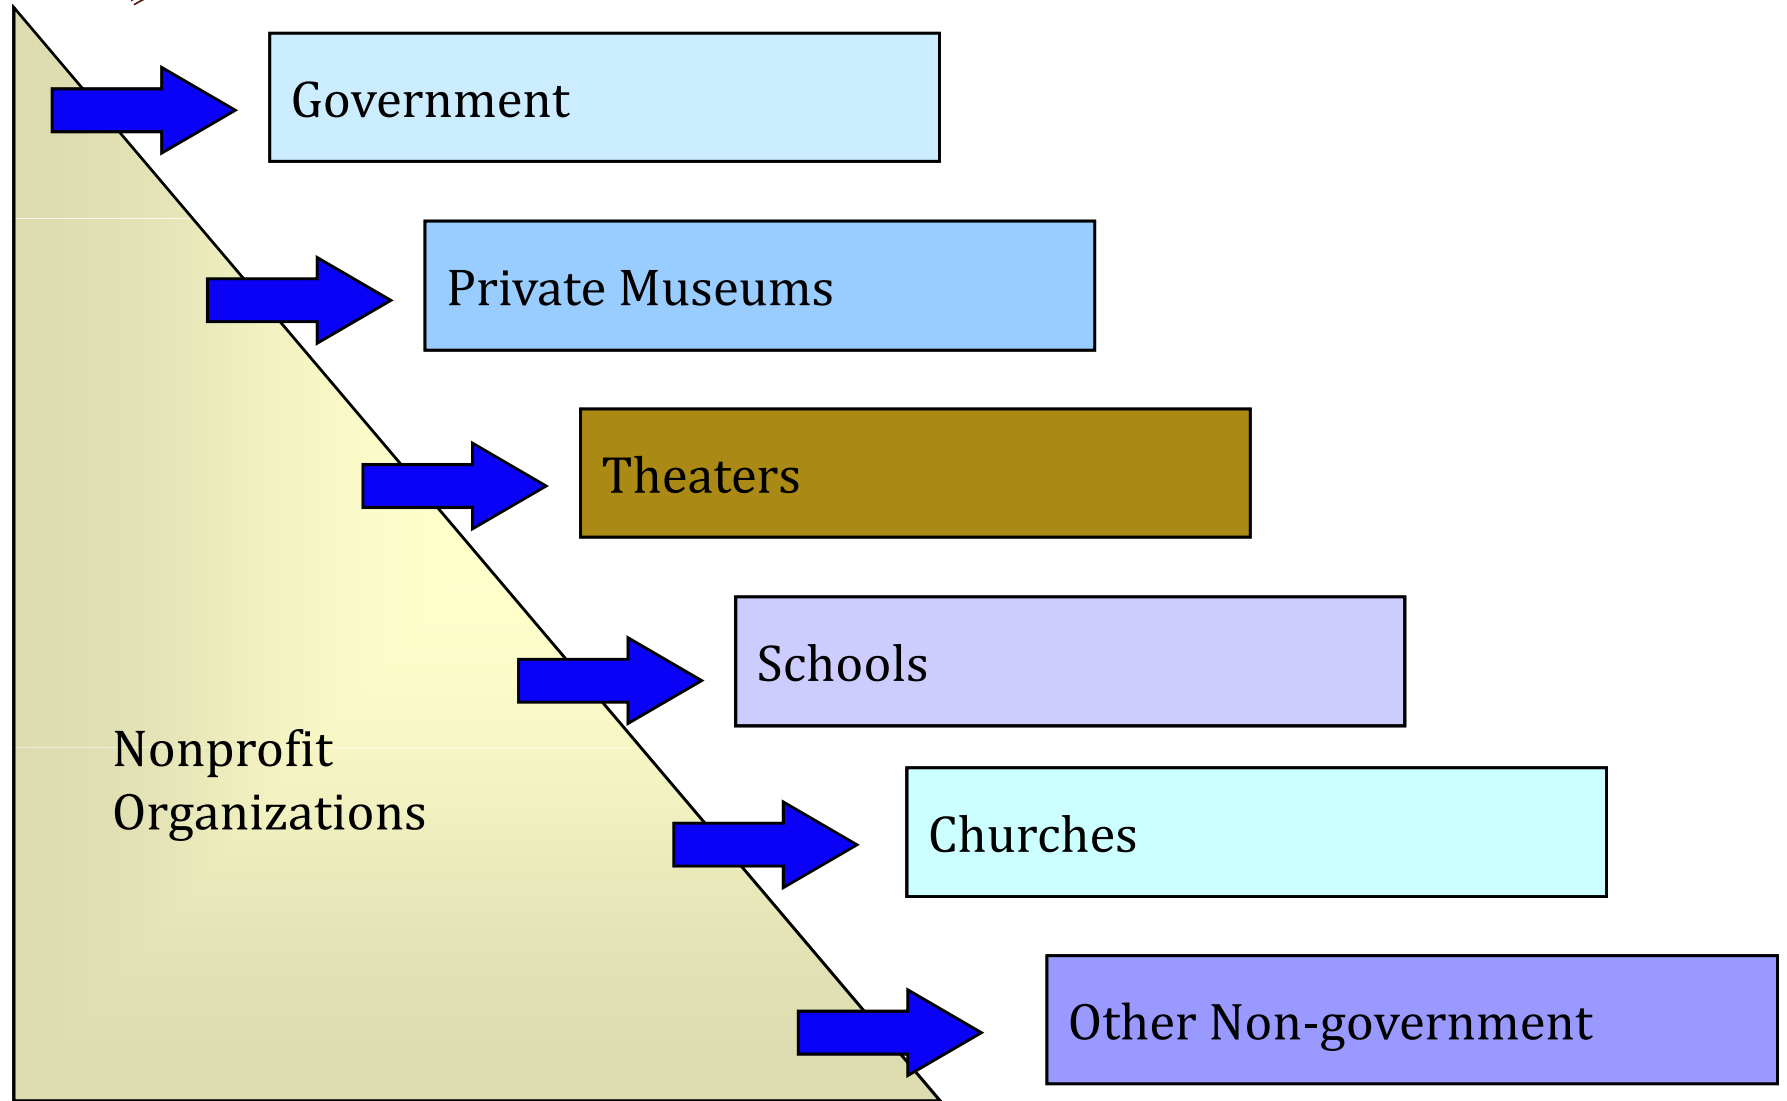 Government
Private Museums
Theaters
Schools
Nonprofit
Organizations
Churches
Other Non-government